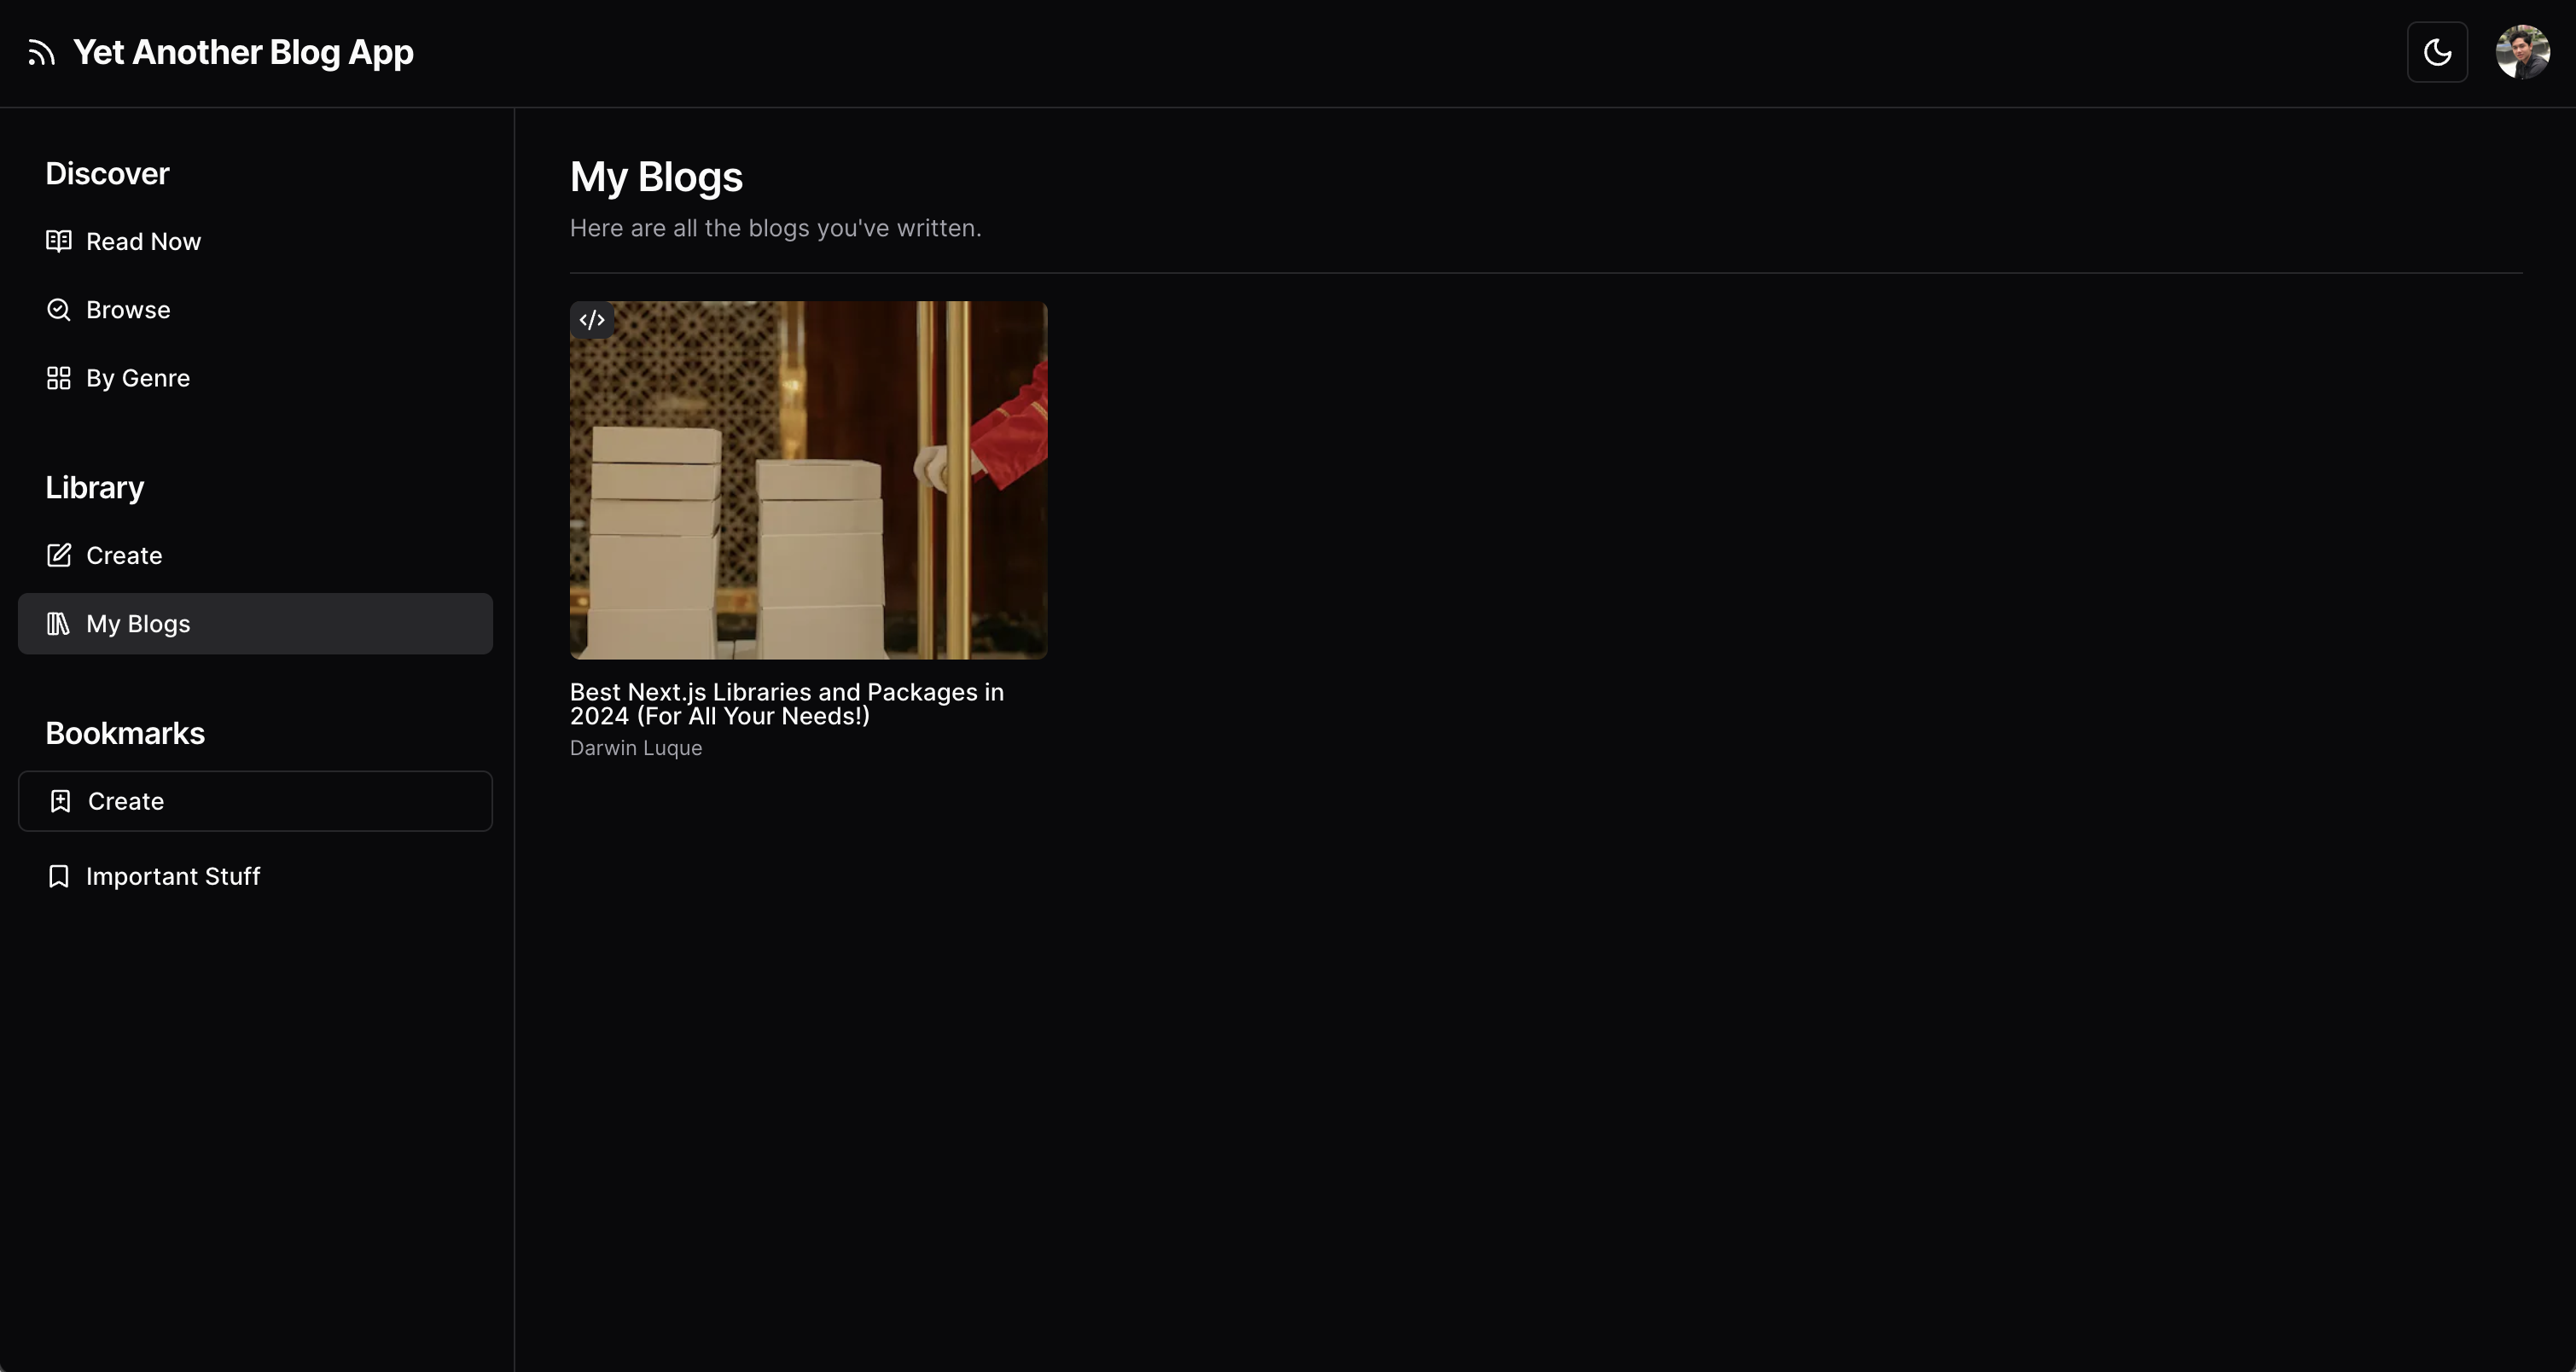 Yet Another Blog App
Discover
Read Now
Browse
By Genre
Library
Create
My Blogs
Bookmarks
Create
Important Stuff
My Blogs
Here are all the blogs you've written.
Best Next.js Libraries and Packages in
2024 (For All Your Needs!)
Darwin Luque